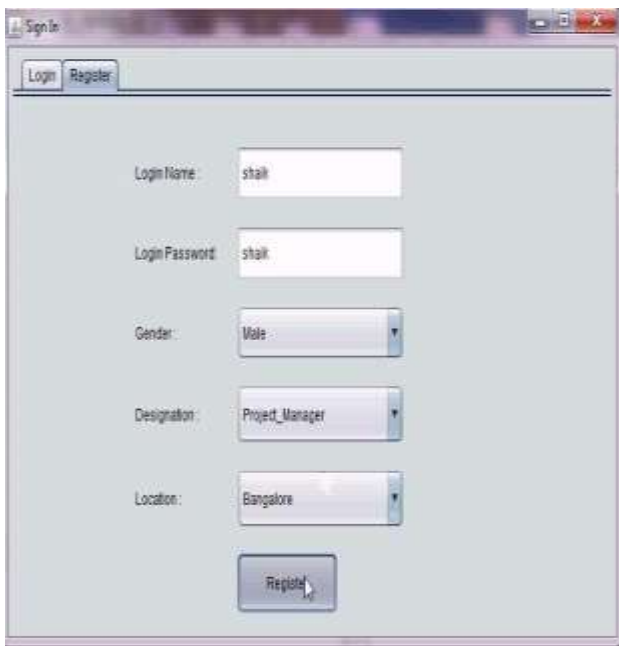 Sign In
Login Register
Login Name : shaik
Login Password: shaik
Gender : Male
Designation : Project_Manager
Location : Bangalore
Register